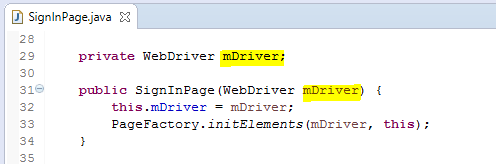 SignInPage.java
28
29 private WebDriver mDriver;
30
31 public SignInPage(WebDriver mDriver) {
32 this.mDriver = mDriver;
33 PageFactory.initElements(mDriver, this);
34 }
35